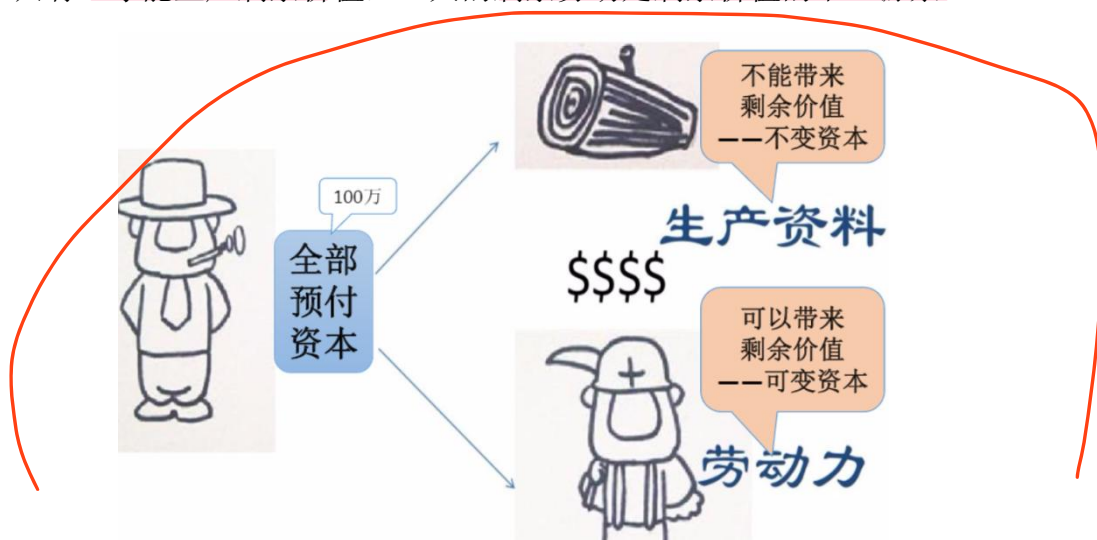 100万
全部
预付
资本
不能带来
剩余价值
——不变资本
生产资料
$$$$
可以带来
剩余价值
——可变资本
劳动力